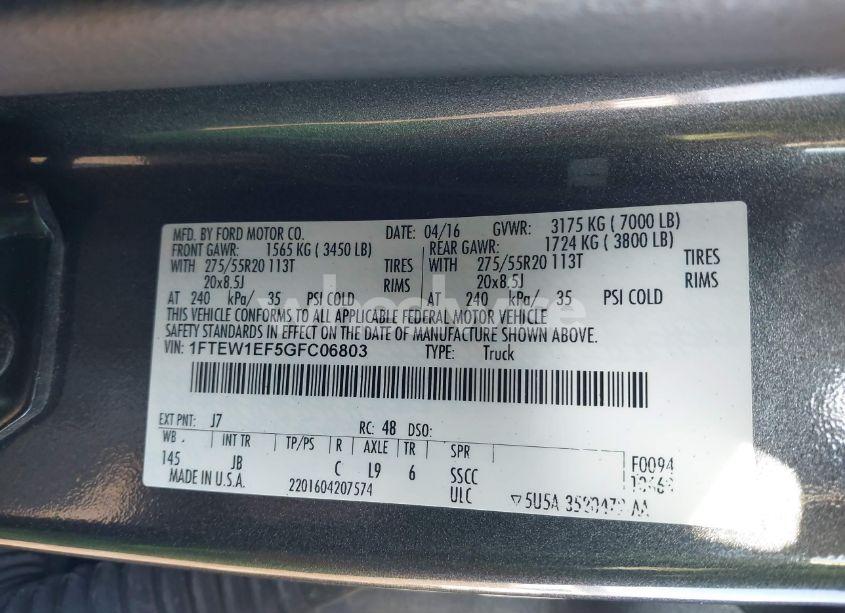 MFD. BY FORD MOTOR CO. DATE: 04/16 GVWR: 3175 KG ( 7000 LB)
FRONT GAWR: 1565 KG ( 3450 LB) REAR GAWR: 1724 KG ( 3800 LB)
WITH 275/55R20 113T TIRES WITH 275/55R20 113T TIRES
20x8.5J RIMS 20x8.5J RIMS
AT 240 kPa/ 35 PSI COLD AT 240 kPa/ 35 PSI COLD
THIS VEHICLE CONFORMS TO ALL APPLICABLE FEDERAL MOTOR VEHICLE
SAFETY STANDARDS IN EFFECT ON THE DATE OF MANUFACTURE SHOWN ABOVE.
VIN: 1FTEW1EF5GFC06803 TYPE: Truck
EXT PNT: J7 RC: 48 DSO:
WB INT TR TP/PS R AXLE TR SPR F0094
145 JB C L9 6 SSCC
MADE IN U.S.A. 2201604207574 ULC 5U5A AA